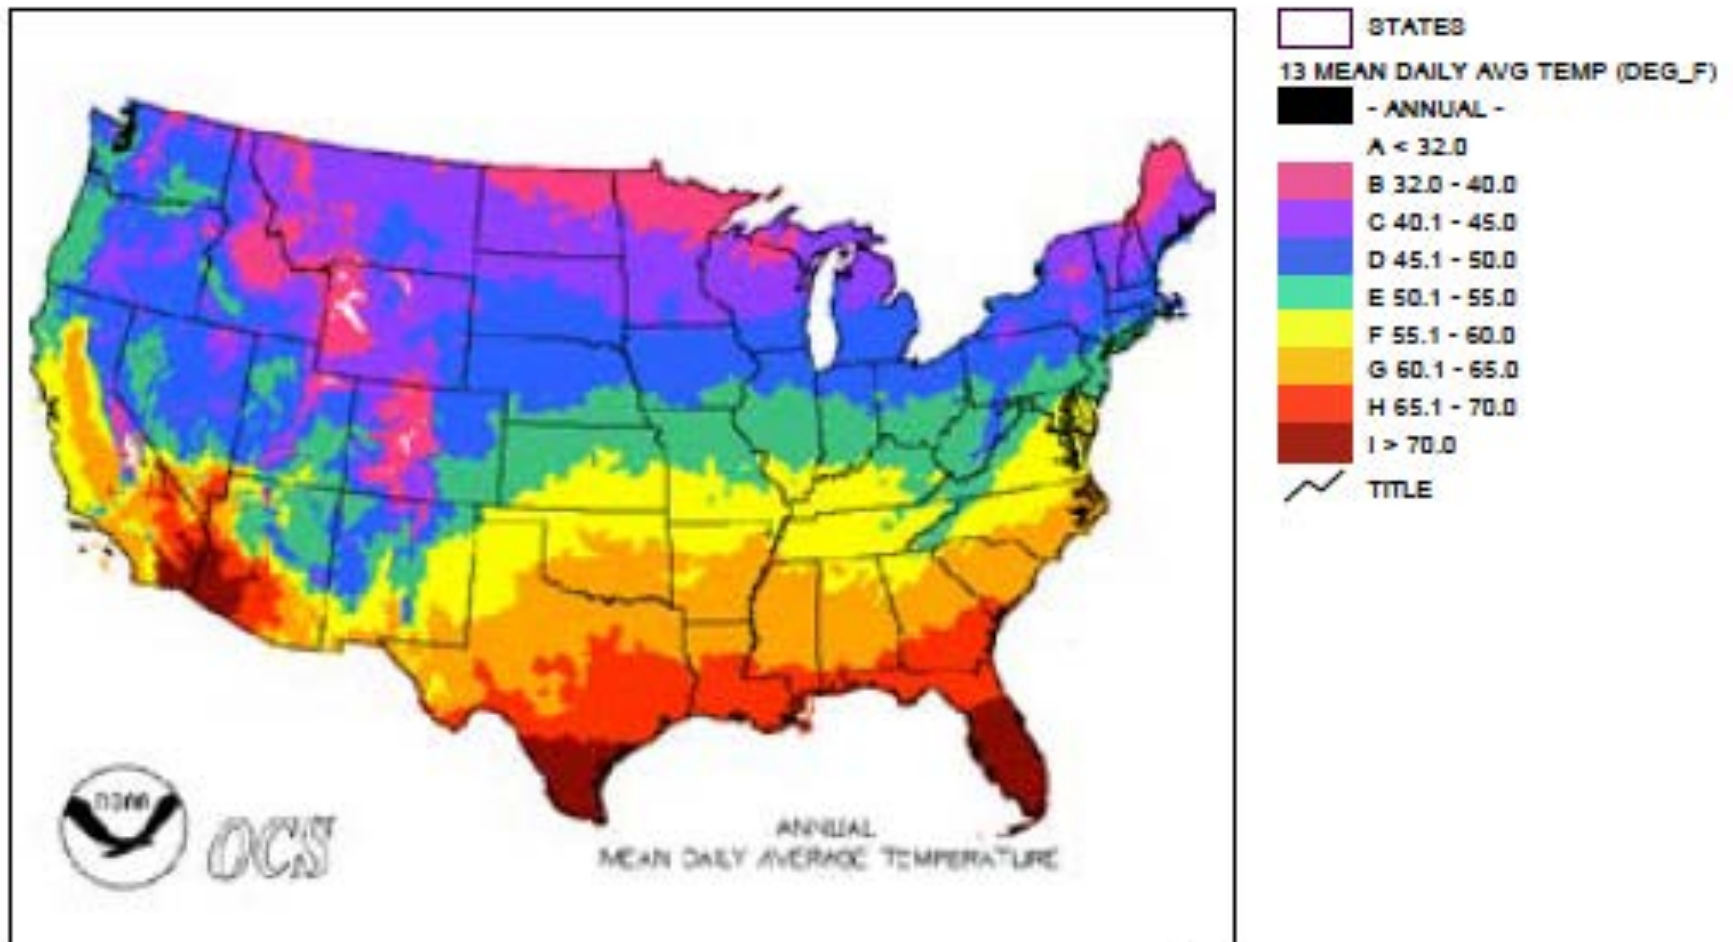 STATES
13 MEAN DAILY AVG TEMP (DEG_F)
- ANNUAL -
A < 32.0
B 32.0 - 40.0
C 40.1 - 45.0
D 45.1 - 50.0
E 50.1 - 55.0
F 55.1 - 60.0
G 60.1 - 65.0
H 65.1 - 70.0
I > 70.0
TITLE
NOAA
OCS
ANNUAL
MEAN DAILY AVERAGE TEMPERATURE